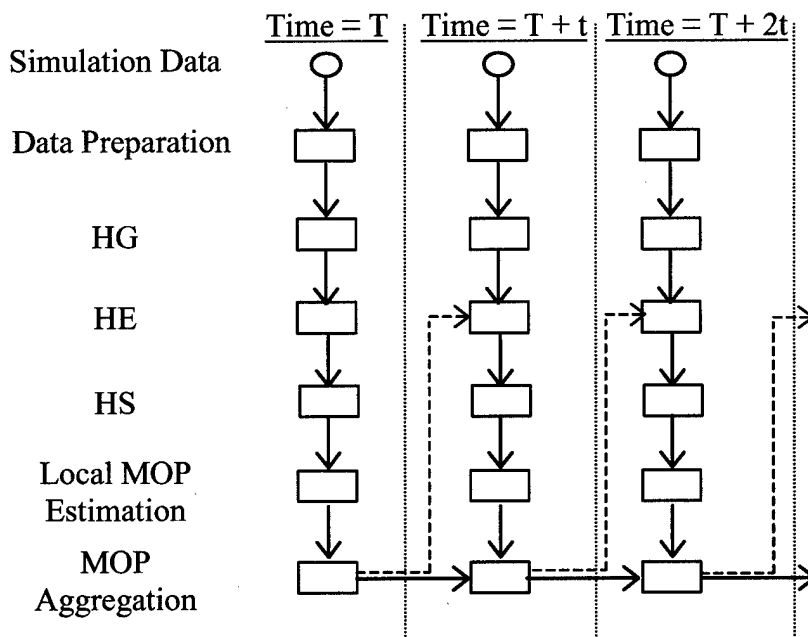 Time = T
Time = T + t
Time = T + 2t
Simulation Data
Data Preparation
HG
HE
HS
Local MOP
Estimation
MOP
Aggregation